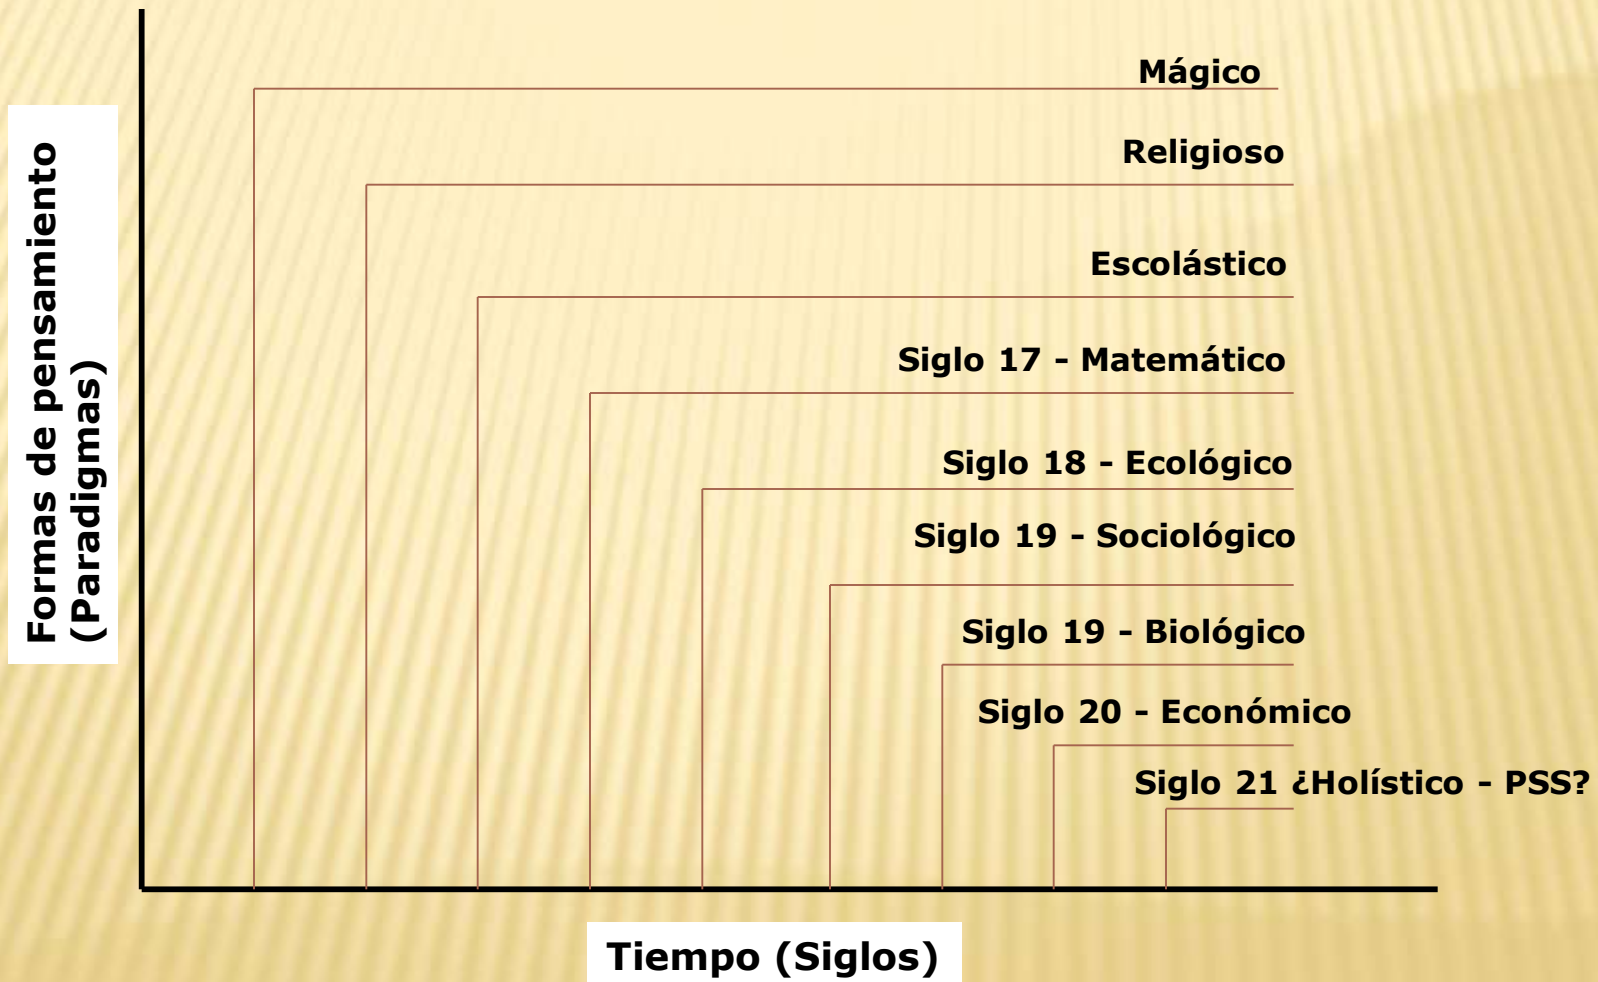 Formas de pensamiento
(Paradigmas)
Mágico
Religioso
Escolástico
Siglo 17 - Matemático
Siglo 18 - Ecológico
Siglo 19 - Sociológico
Siglo 19 - Biológico
Siglo 20 - Económico
Siglo 21 ¿Holístico - PSS?
Tiempo (Siglos)